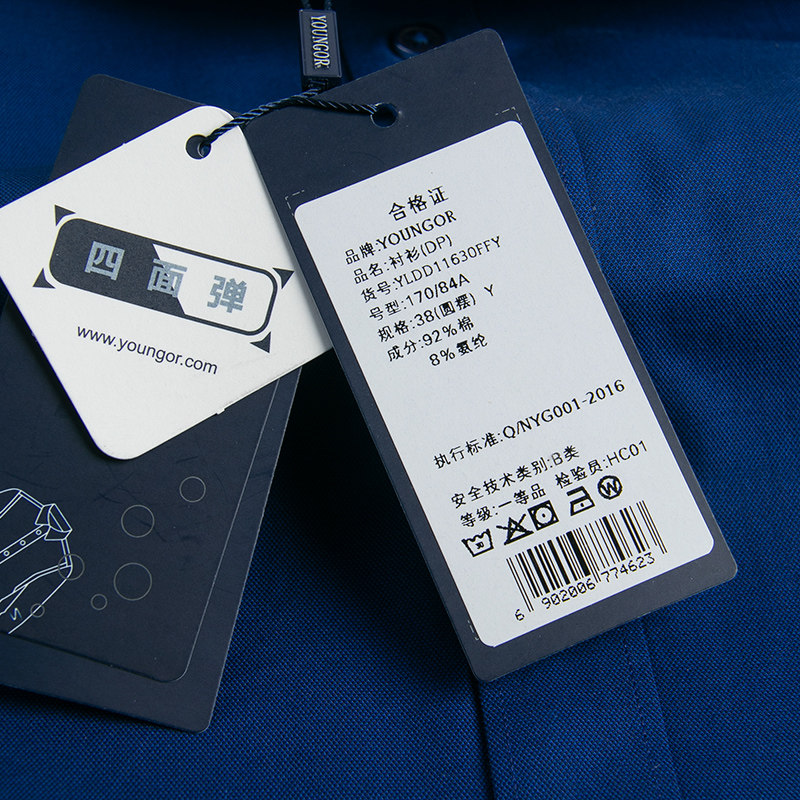 YOUNGOR
四面弹
www.youngor.com
合格证
品牌:YOUNGOR
品名:衬衫(DP)
货号:YLDD11630FFY
号型:170/84A
规格:38(圆摆) Y
成分:92%棉
8%氨纶
执行标准:Q/NYG001-2016
安全技术类别:B类
等级:一等品 检验员:HC01
W
6 902006 774623